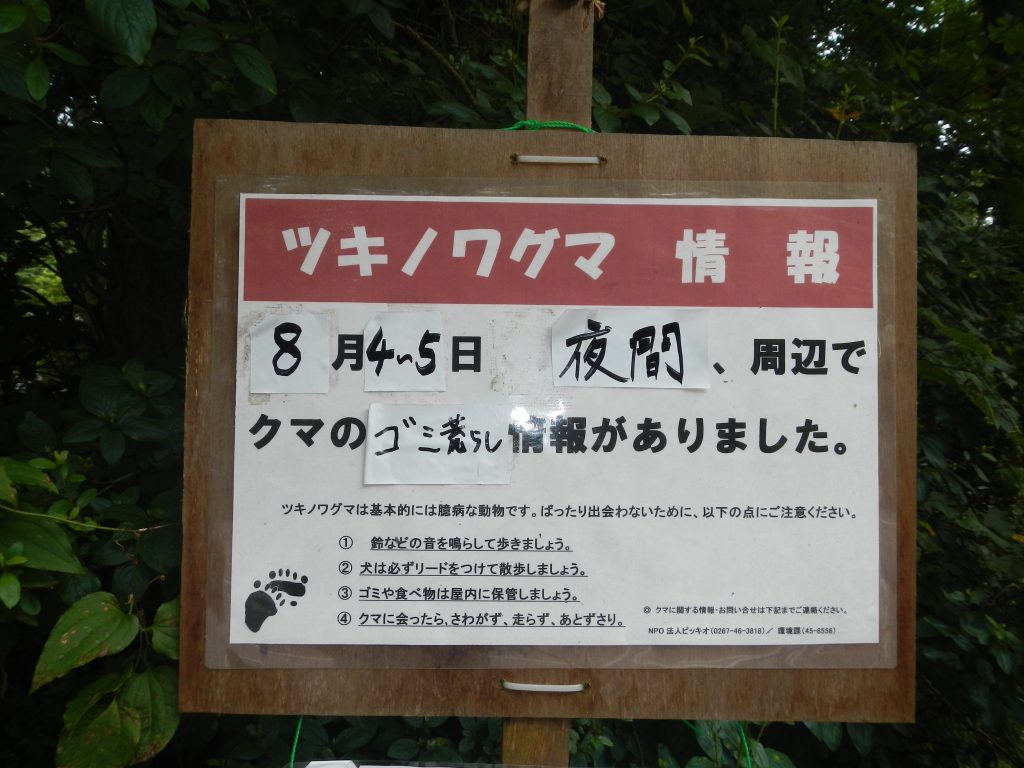 ツキノワグマ 情報
8月4~5日 夜間、周辺で
クマのゴミ荒らし情報がありました。
ツキノワグマは基本的には臆病な動物です。ばったり出会わないために、以下の点にご注意ください。
① 鈴などの音を鳴らして歩きましょう。
② 犬は必ずリードをつけて散歩しましょう。
③ ゴミや食べ物は屋内に保管しましょう。
④ クマに会ったら、さわがず、走らず、あとずさり。
◎ クマに関する情報・お問い合せは下記までご連絡ください。
NPO 法人ピッキオ(0267-46-3818)/ 環境課(45-8556)